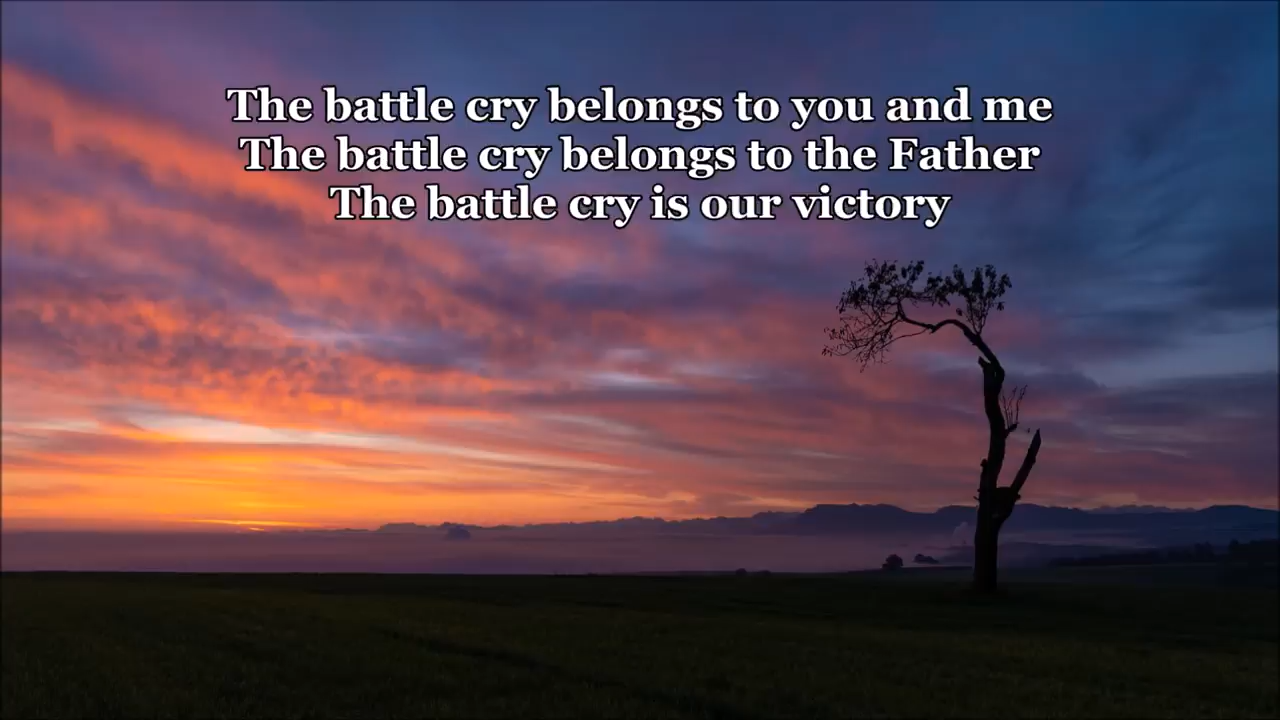 The battle cry belongs to you and me
The battle cry belongs to the Father
The battle cry is our victory